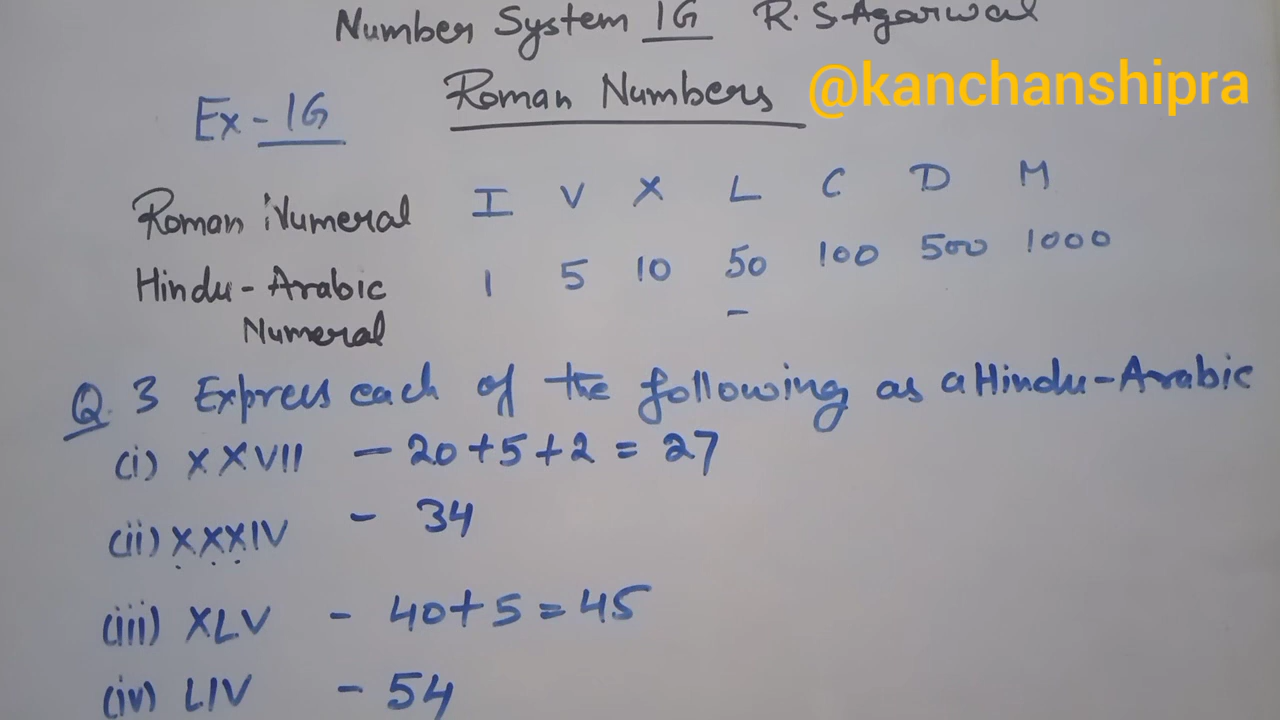 Number System 1G R. S. Agarwal
Roman Numbers @kanchanshipra
Ex - 1G
Roman Numeral I V X L C D M
Hindu - Arabic Numeral 1 5 10 50 100 500 1000
Q. 3 Express each of the following as a Hindu-Arabic
(i) XXVII - 20+5+2 = 27
(ii) XXXIV - 34
(iii) XLV - 40+5=45
(iv) LIV - 54